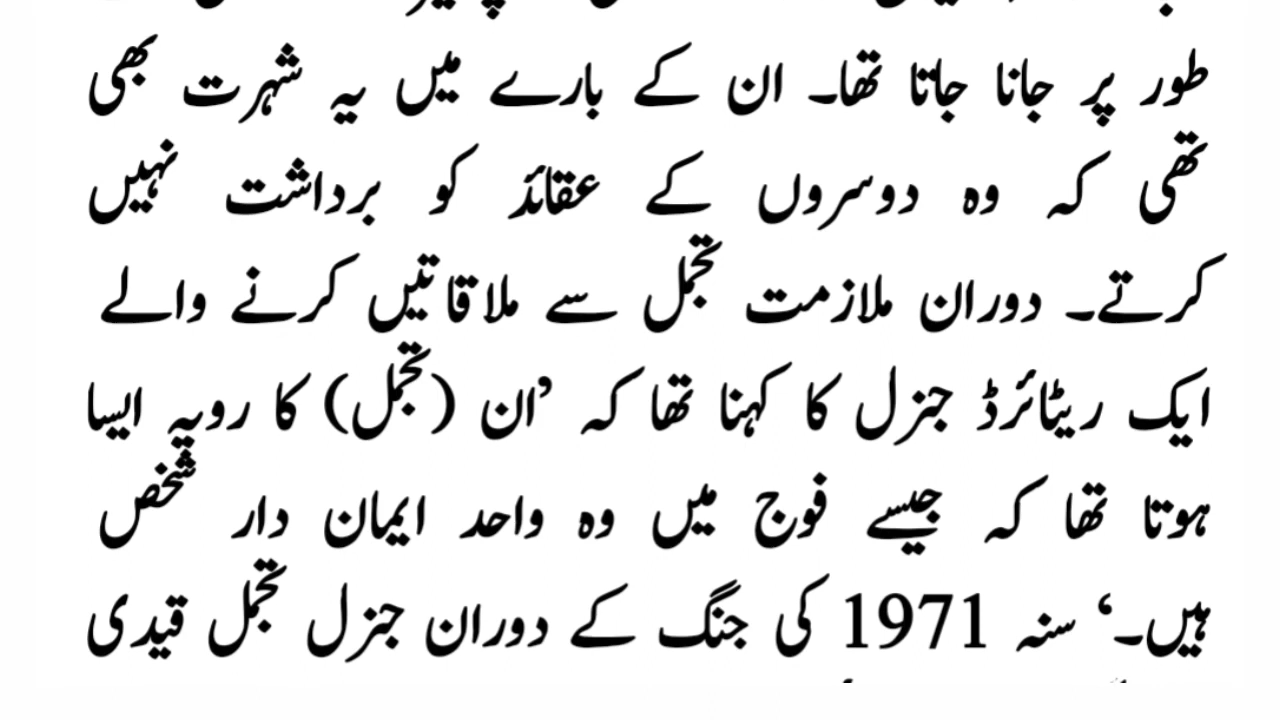 طور پر جانا جاتا تھا۔ ان کے بارے میں یہ شہرت بھی
تھی کہ وہ دوسروں کے عقائد کو برداشت نہیں
کرتے۔ دوران ملازمت تجمل سے ملاقاتیں کرنے والے
ایک ریٹائرڈ جنرل کا کہنا تھا کہ ’ان (تجمل) کا رویہ ایسا
ہوتا تھا کہ جیسے فوج میں وہ واحد ایمان دار شخص
ہیں۔‘ سنہ 1971 کی جنگ کے دوران جنرل تجمل قیدی